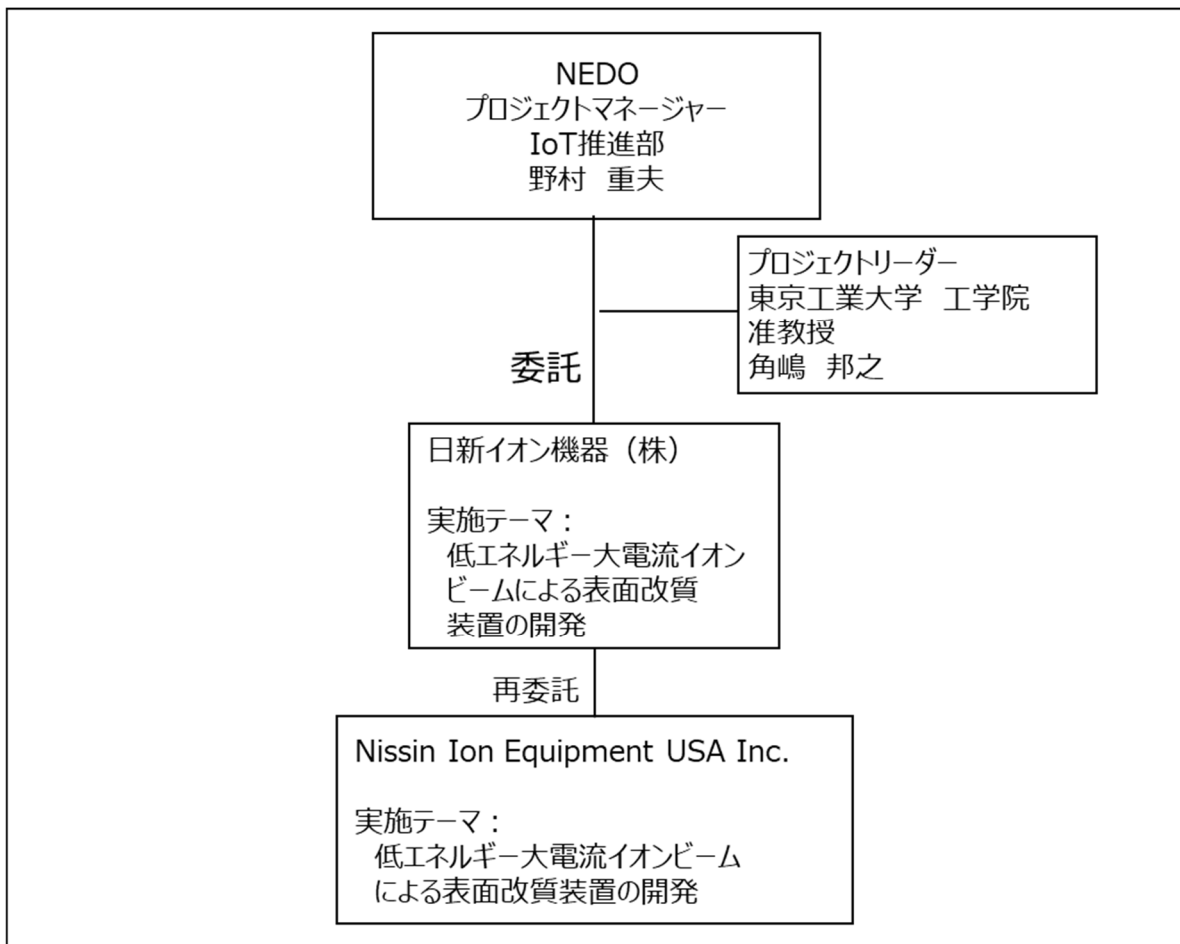 NEDO
プロジェクトマネージャー
IoT推進部
野村　重夫
プロジェクトリーダー
東京工業大学　工学院
准教授
角嶋　邦之
委託
日新イオン機器（株）
実施テーマ：
低エネルギー大電流イオン
ビームによる表面改質
装置の開発
再委託
Nissin Ion Equipment USA Inc.
実施テーマ：
低エネルギー大電流イオンビーム
による表面改質装置の開発